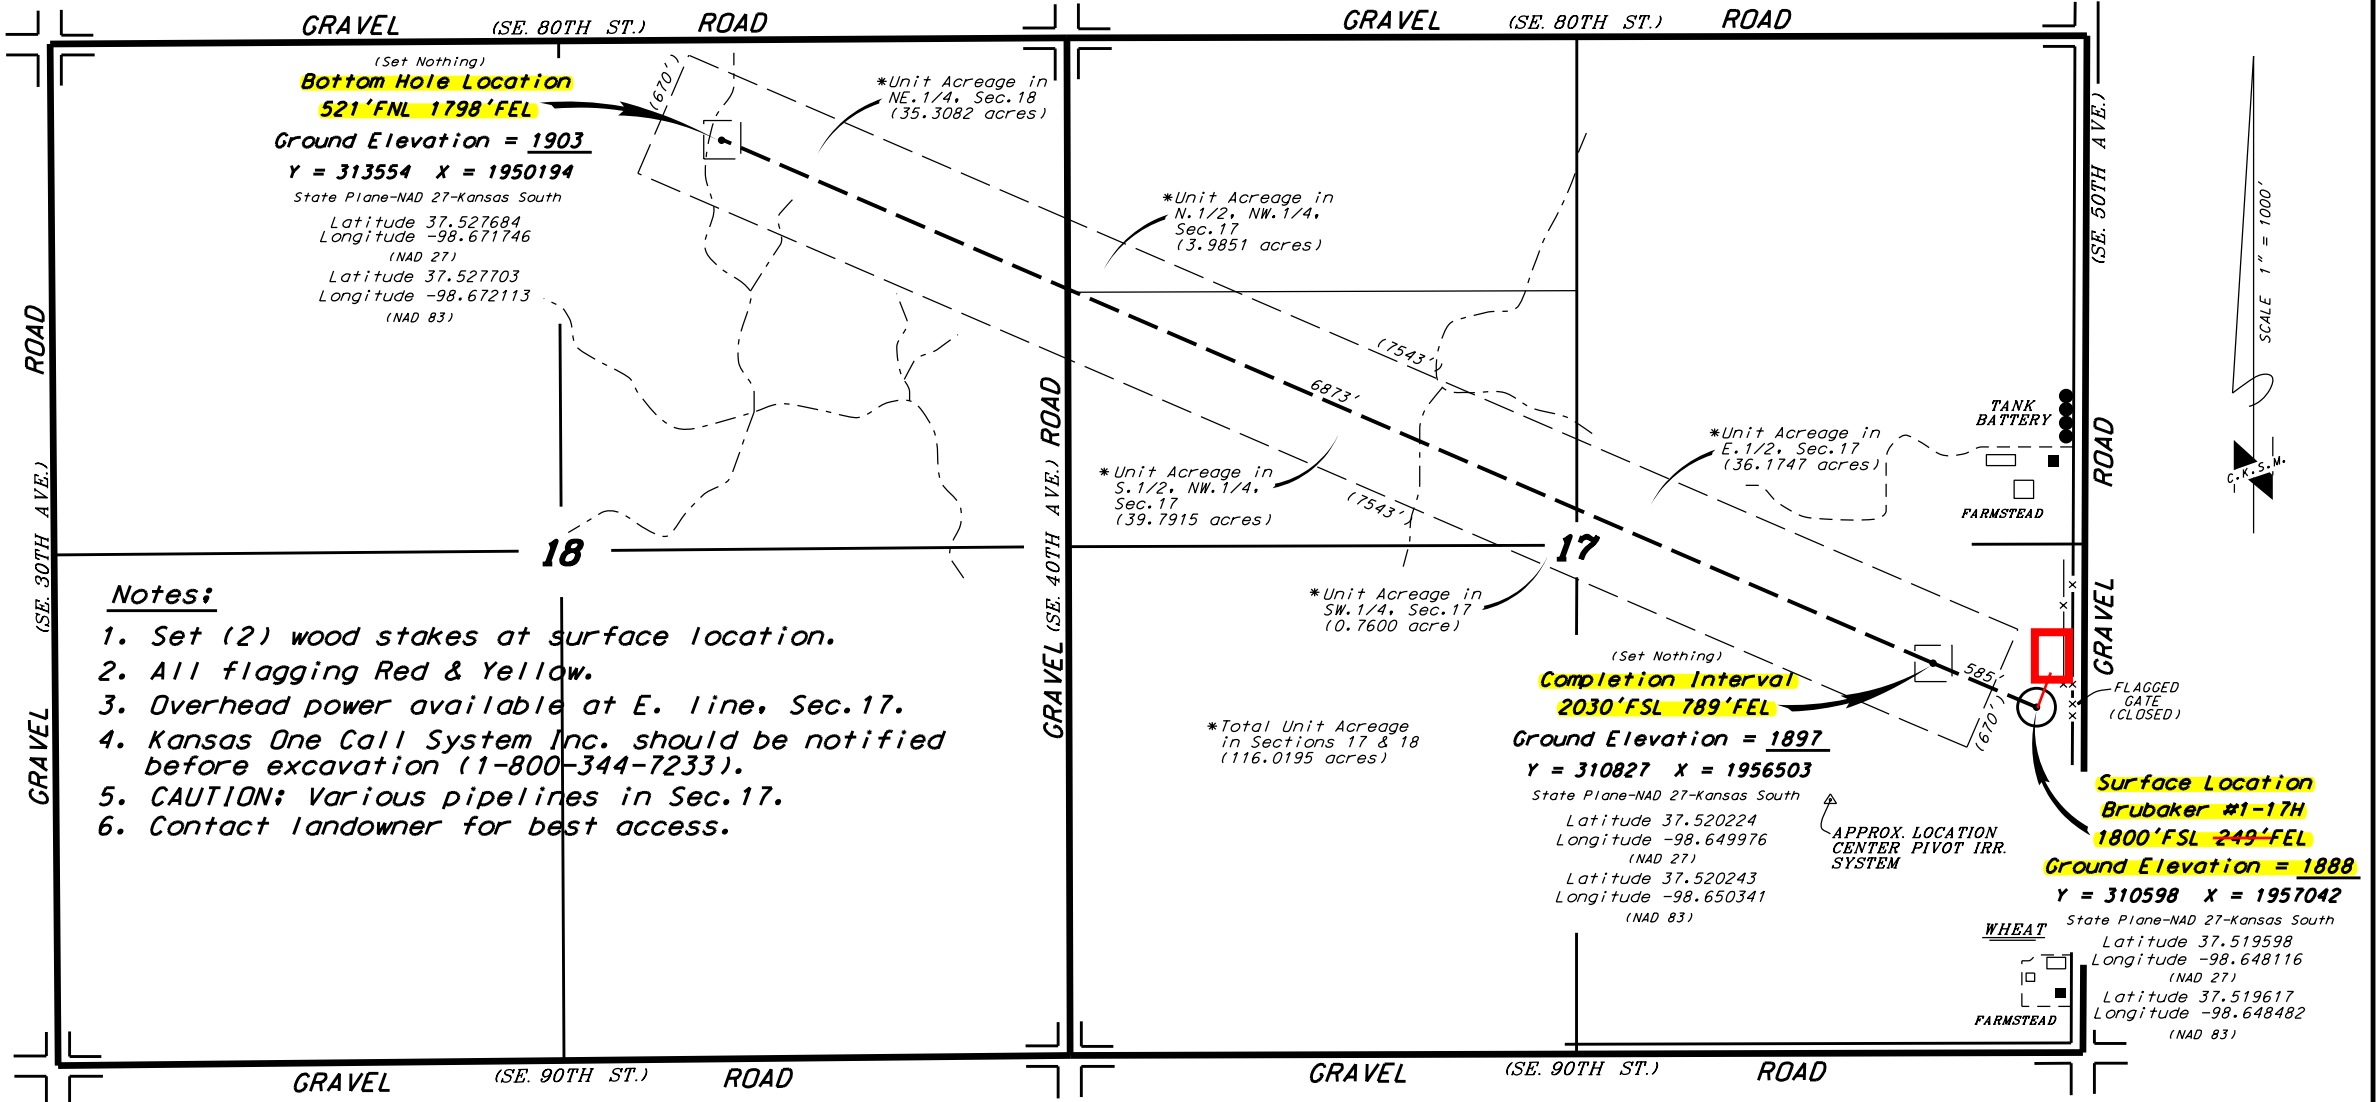 GRAVEL (SE. 80TH ST.) ROAD
GRAVEL (SE. 80TH ST.) ROAD
(Set Nothing)
Bottom Hole Location
521'FNL 1798'FEL
Ground Elevation = 1903
Y = 313554 X = 1950194
State Plane-NAD 27-Kansas South
Latitude 37.527684
Longitude -98.671746
(NAD 27)
Latitude 37.527703
Longitude -98.672113
(NAD 83)
(670')
*Unit Acreage in
NE.1/4, Sec.18
(35.3082 acres)
*Unit Acreage in
N.1/2, NW.1/4,
Sec.17
(3.9851 acres)
(7543')
6873'
(7543')
*Unit Acreage in
S.1/2, NW.1/4,
Sec.17
(39.7915 acres)
*Unit Acreage in
E.1/2, Sec.17
(36.1747 acres)
*Unit Acreage in
SW.1/4, Sec.17
(0.7600 acre)
*Total Unit Acreage
in Sections 17 & 18
(116.0195 acres)
TANK
BATTERY
FARMSTEAD
18
17
GRAVEL (SE. 30TH AVE.) ROAD
GRAVEL (SE. 40TH AVE.) ROAD
GRAVEL ROAD (SE. 50TH AVE.)
SCALE 1" = 1000'
C.K.S.M.
Notes:
1. Set (2) wood stakes at surface location.
2. All flagging Red & Yellow.
3. Overhead power available at E. line, Sec.17.
4. Kansas One Call System Inc. should be notified
before excavation (1-800-344-7233).
5. CAUTION: Various pipelines in Sec.17.
6. Contact landowner for best access.
(Set Nothing)
Completion Interval
2030'FSL 789'FEL
Ground Elevation = 1897
Y = 310827 X = 1956503
State Plane-NAD 27-Kansas South
Latitude 37.520224
Longitude -98.649976
(NAD 27)
Latitude 37.520243
Longitude -98.650341
(NAD 83)
585'
(670')
x
x
x x
x
x
FLAGGED
GATE
(CLOSED)
APPROX. LOCATION
CENTER PIVOT IRR.
SYSTEM
Surface Location
Brubaker #1-17H
1800'FSL 249'FEL
Ground Elevation = 1888
Y = 310598 X = 1957042
State Plane-NAD 27-Kansas South
Latitude 37.519598
Longitude -98.648116
(NAD 27)
Latitude 37.519617
Longitude -98.648482
(NAD 83)
WHEAT
FARMSTEAD
GRAVEL (SE. 90TH ST.) ROAD
GRAVEL (SE. 90TH ST.) ROAD